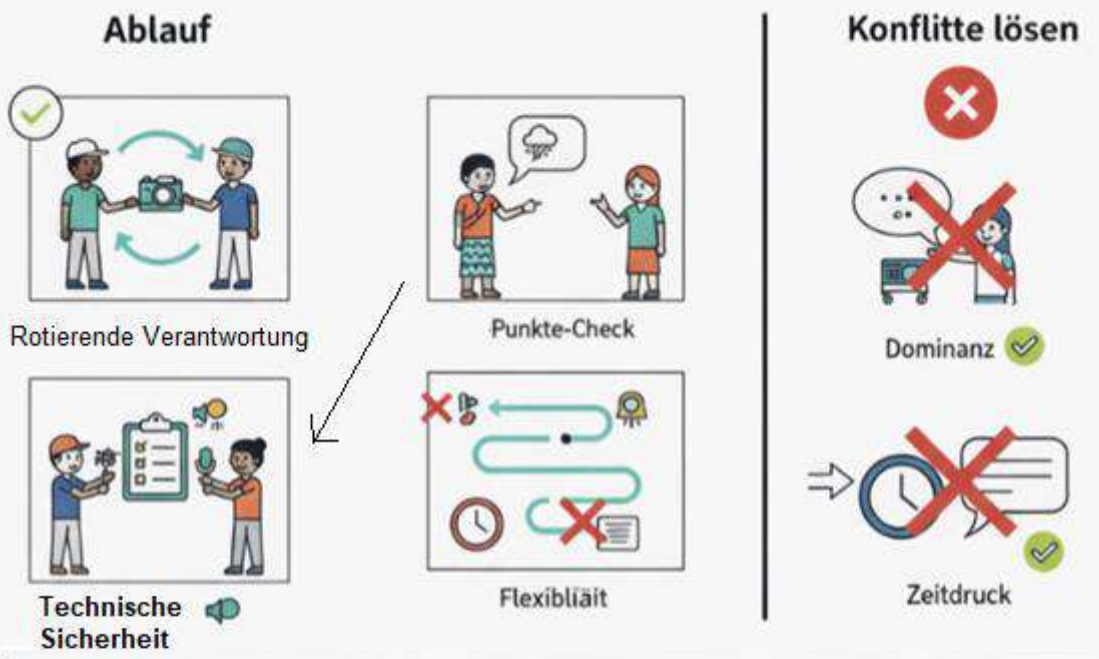 Ablauf
Konflitte lösen
Rotierende Verantwortung
Punkte-Check
Dominanz
Technische
Sicherheit
Flexibliäit
Zeitdruck